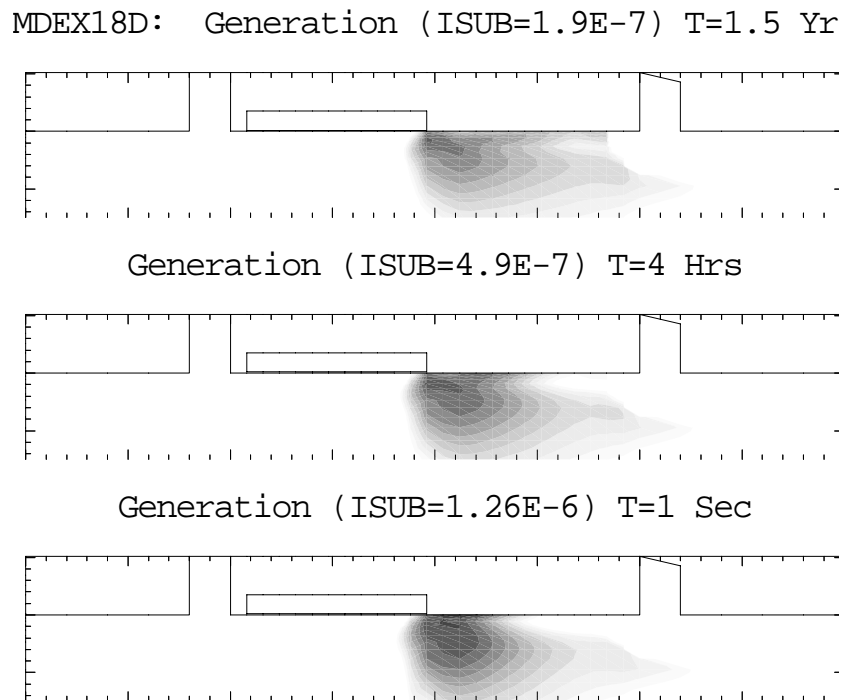 MDEX18D: Generation (ISUB=1.9E-7) T=1.5 Yr
Generation (ISUB=4.9E-7) T=4 Hrs
Generation (ISUB=1.26E-6) T=1 Sec